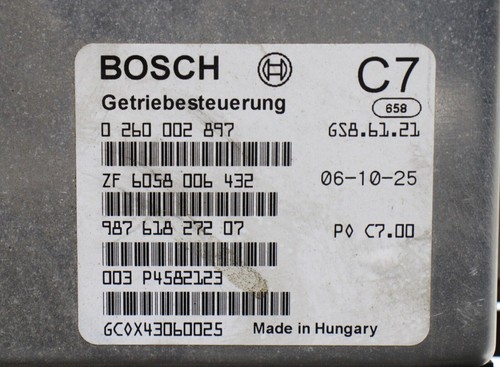 BOSCH C7
Getriebesteuerung 658
0 260 002 897 GS8.61.21
ZF 6058 006 432 06-10-25
987 618 272 07 P0 C7.00
003 P4582123
GC0X43060025 Made in Hungary